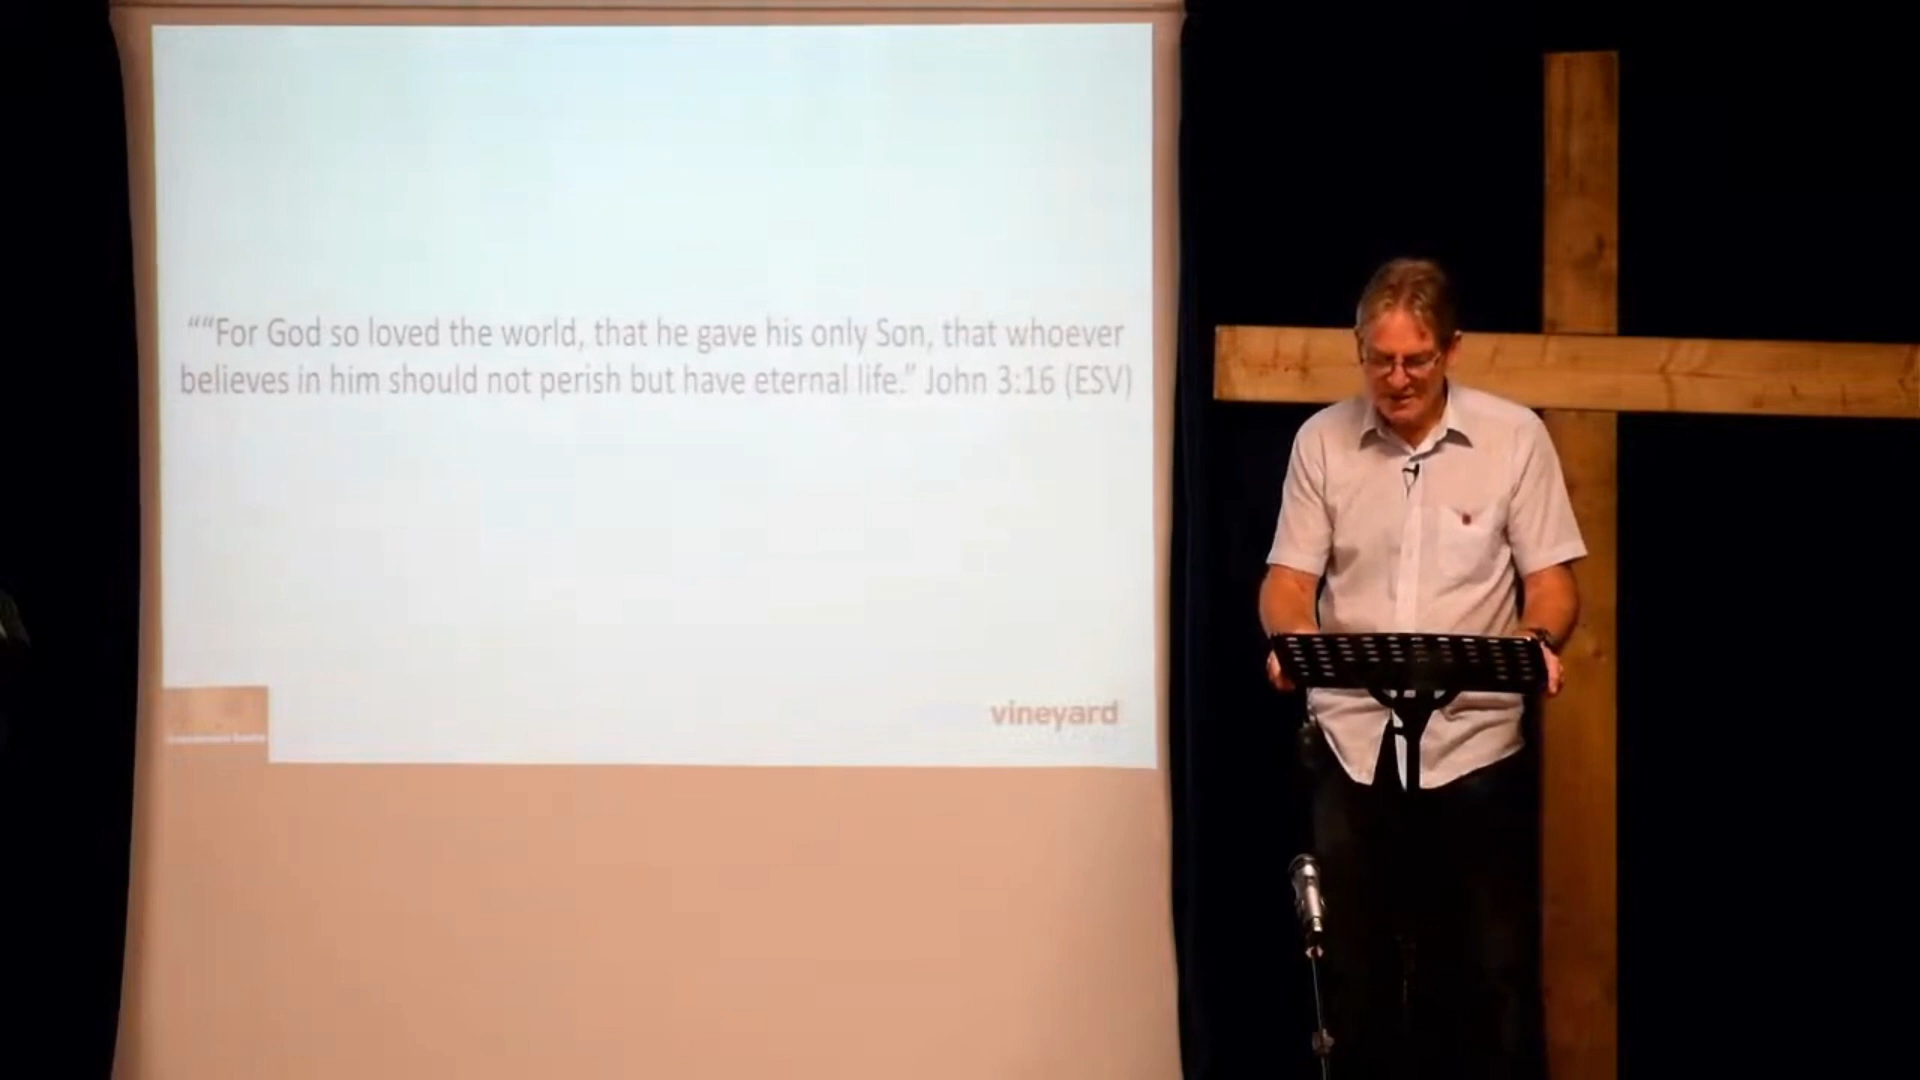 ““For God so loved the world, that he gave his only Son, that whoever
believes in him should not perish but have eternal life.” John 3:16 (ESV)
vineyard